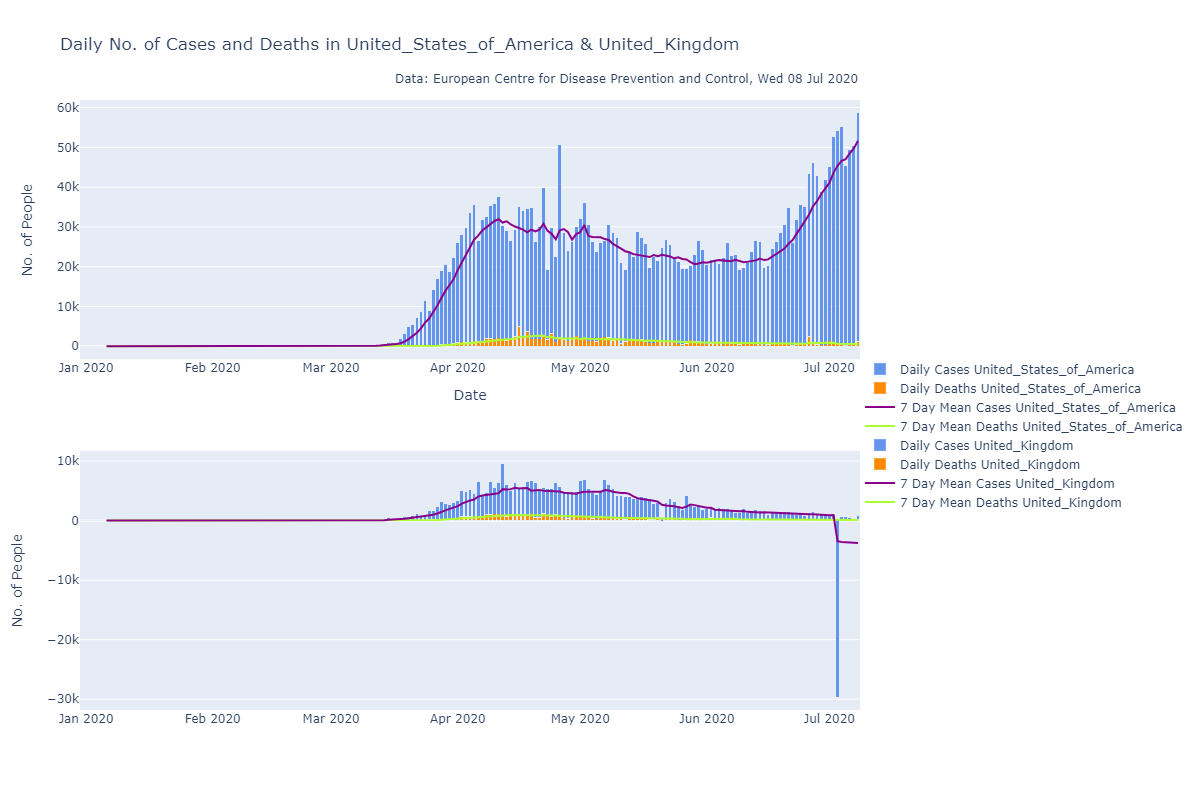 Daily No. of Cases and Deaths in United_States_of_America & United_Kingdom
Data: European Centre for Disease Prevention and Control, Wed 08 Jul 2020
60k
50k
40k
30k
20k
10k
0
No. of People
Jan 2020 Feb 2020 Mar 2020 Apr 2020 May 2020 Jun 2020 Jul 2020
Date
Daily Cases United_States_of_America
Daily Deaths United_States_of_America
7 Day Mean Cases United_States_of_America
7 Day Mean Deaths United_States_of_America
Daily Cases United_Kingdom
Daily Deaths United_Kingdom
7 Day Mean Cases United_Kingdom
7 Day Mean Deaths United_Kingdom
10k
0
−10k
−20k
−30k
No. of People
Jan 2020 Feb 2020 Mar 2020 Apr 2020 May 2020 Jun 2020 Jul 2020